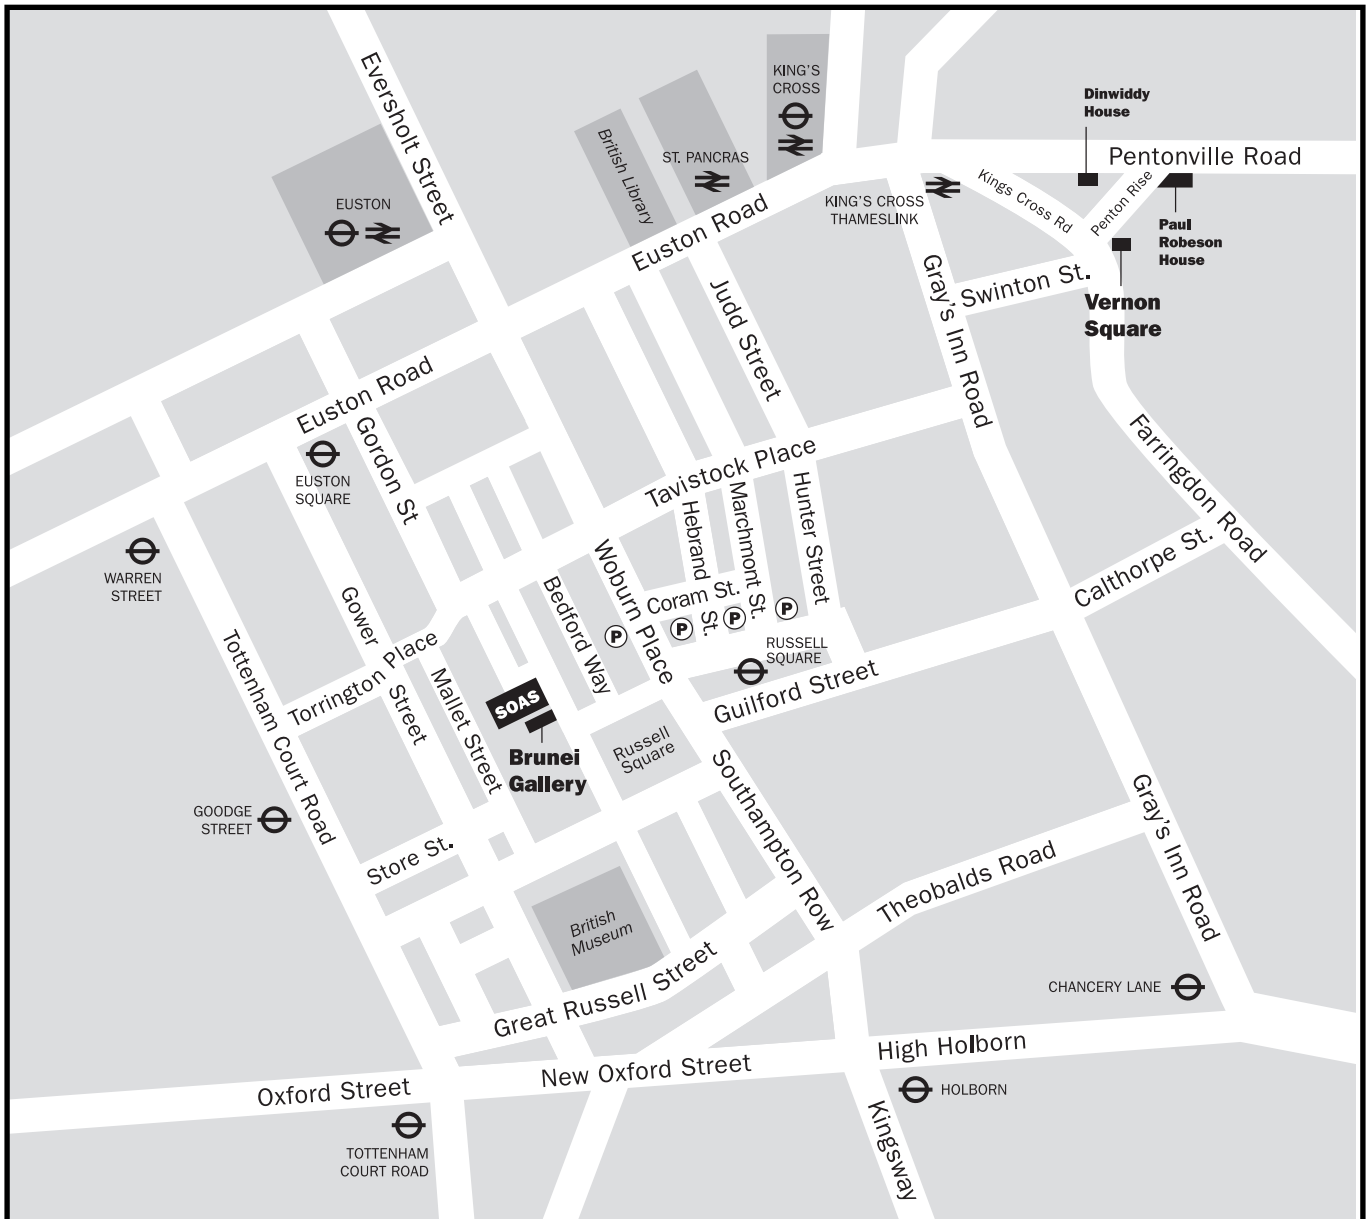 Eversholt Street
KING'S
CROSS
Dinwiddy
House
British Library
ST. PANCRAS
Pentonville Road
EUSTON
Euston Road
KING'S CROSS
THAMESLINK
Kings Cross Rd
Penton Rise
Paul
Robeson
House
Gray's Inn Road
Swinton St.
Vernon
Square
Judd Street
Euston Road
EUSTON
SQUARE
Gordon St
Tavistock Place
Farringdon Road
WARREN
STREET
Hebrand St.
Marchmont St.
Hunter Street
Woburn Place
Bedford Way
Coram St.
P
P
P
P
Calthorpe St.
Gower Street
Tottenham Court Road
Torrington Place
Mallet Street
RUSSELL
SQUARE
Guilford Street
SOAS
Brunei
Gallery
Russell
Square
Southampton Row
GOODGE
STREET
Store St.
Gray's Inn Road
Theobalds Road
British
Museum
Great Russell Street
CHANCERY LANE
High Holborn
New Oxford Street
Oxford Street
HOLBORN
Kingsway
TOTTENHAM
COURT ROAD